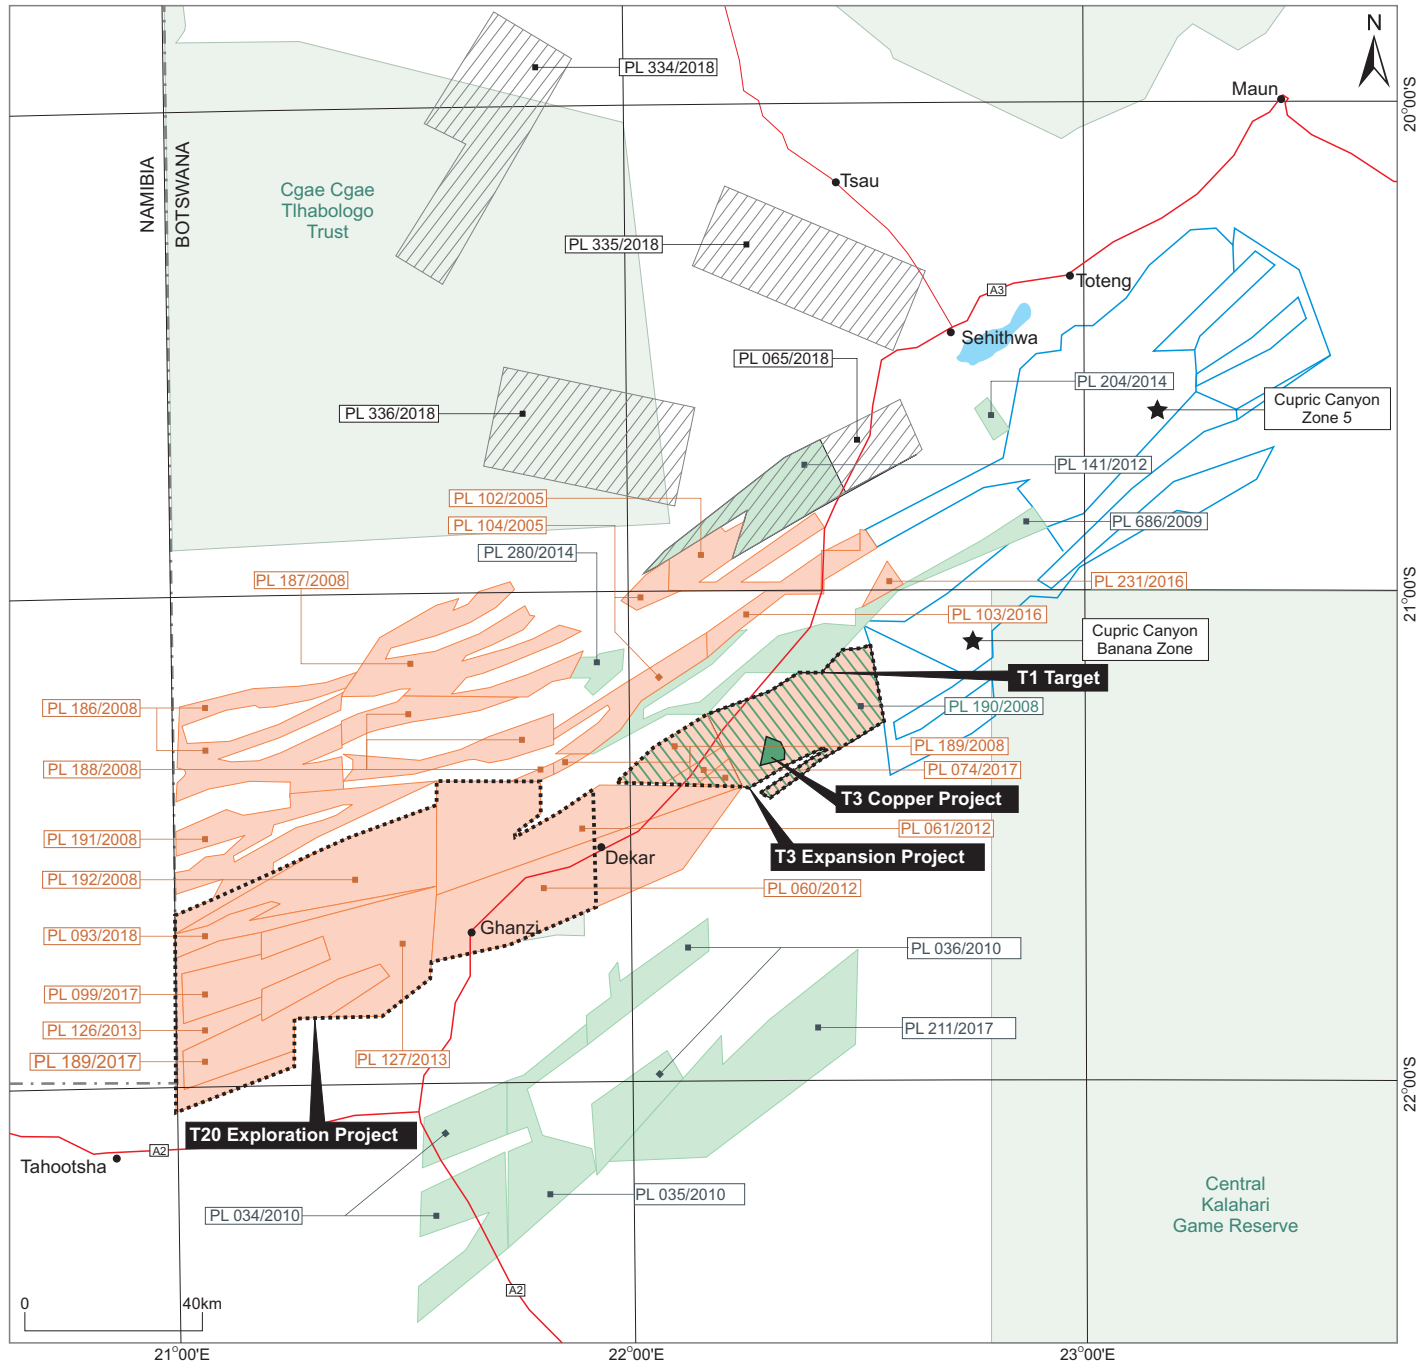 N
PL 334/2018
Maun
20°00'S
NAMIBIA
BOTSWANA
Cgae Cgae
Tlhabologo
Trust
Tsau
PL 335/2018
Toteng
A3
Sehithwa
PL 065/2018
PL 204/2014
Cupric Canyon
Zone 5
PL 336/2018
PL 141/2012
PL 102/2005
PL 104/2005
PL 686/2009
PL 280/2014
PL 187/2008
PL 231/2016
21°00'S
PL 103/2016
Cupric Canyon
Banana Zone
T1 Target
PL 186/2008
PL 190/2008
PL 189/2008
PL 188/2008
PL 074/2017
T3 Copper Project
PL 191/2008
PL 061/2012
T3 Expansion Project
Dekar
PL 192/2008
PL 060/2012
Ghanzi
PL 093/2018
PL 036/2010
PL 099/2017
PL 126/2013
PL 211/2017
PL 189/2017
PL 127/2013
22°00'S
T20 Exploration Project
A2
Tahootsha
PL 035/2010
PL 034/2010
Central
Kalahari
Game Reserve
A2
0
40km
21°00'E
22°00'E
23°00'E